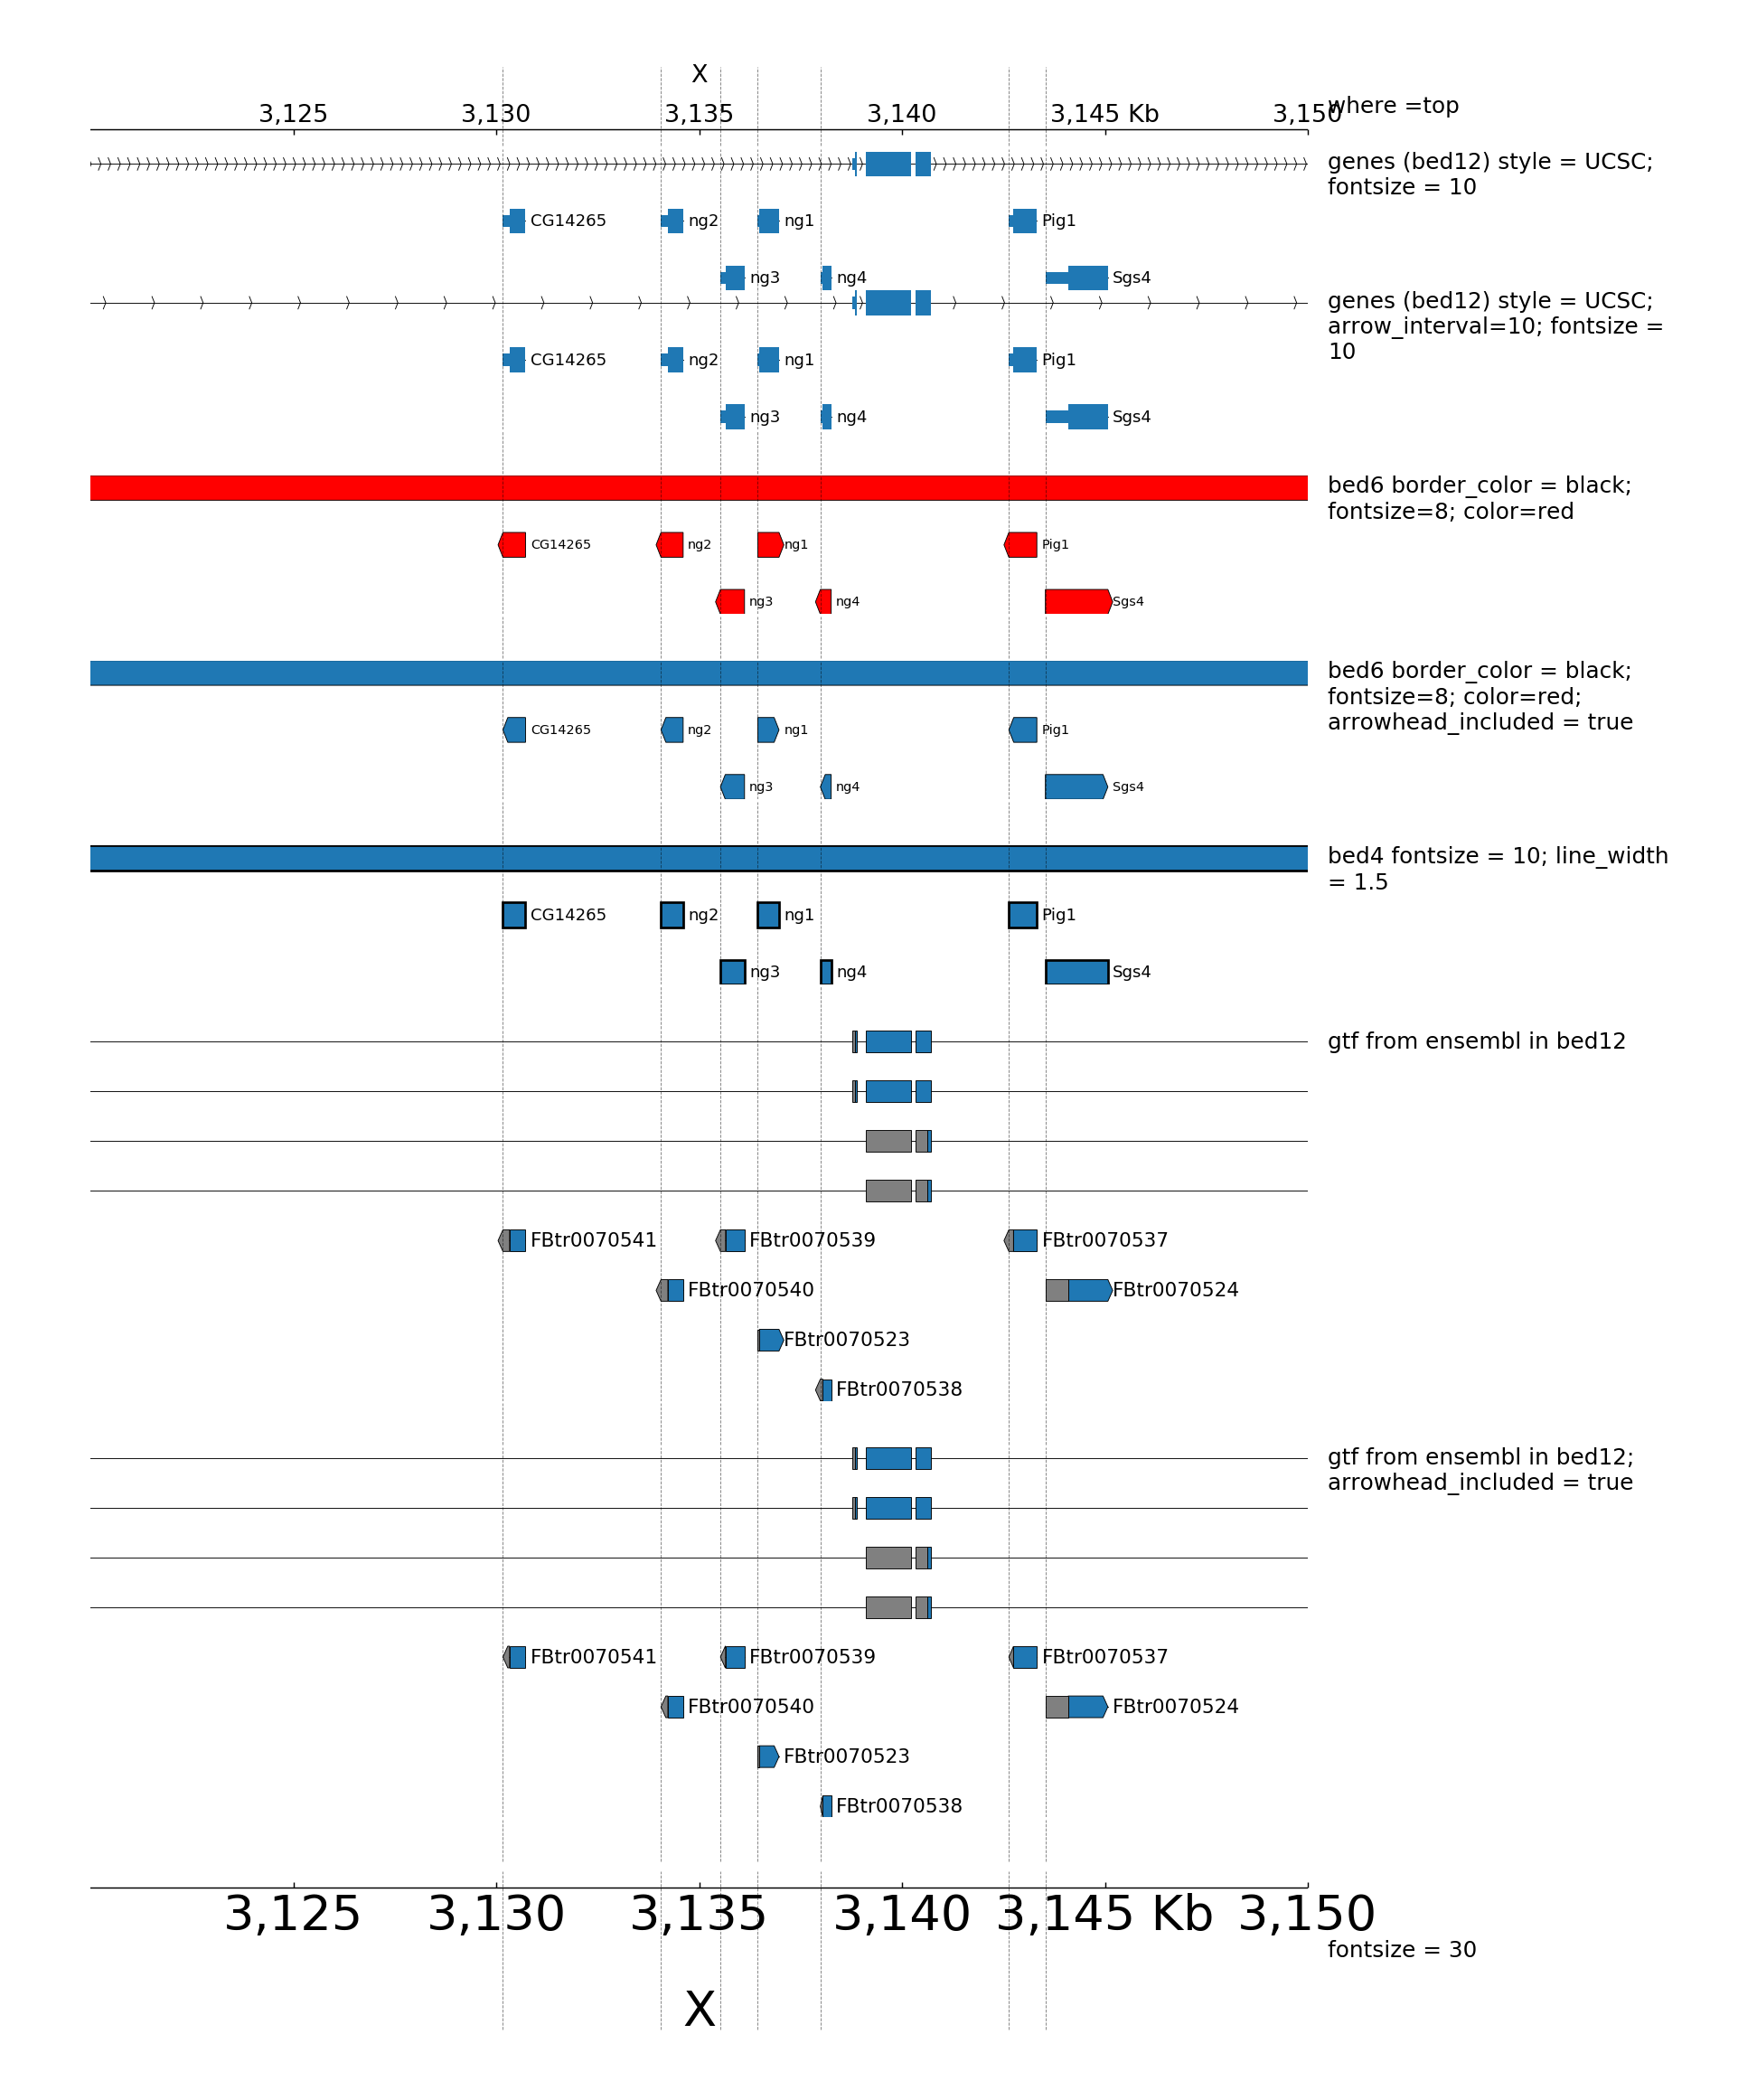 X
3,125 3,130 3,135 3,140 3,145 Kb 3,150
where =top
genes (bed12) style = UCSC;
fontsize = 10
CG14265 ng2 ng1 Pig1
ng3 ng4 Sgs4
genes (bed12) style = UCSC;
arrow_interval=10; fontsize =
10
CG14265 ng2 ng1 Pig1
ng3 ng4 Sgs4
bed6 border_color = black;
fontsize=8; color=red
CG14265 ng2 ng1 Pig1
ng3 ng4 Sgs4
bed6 border_color = black;
fontsize=8; color=red;
arrowhead_included = true
CG14265 ng2 ng1 Pig1
ng3 ng4 Sgs4
bed4 fontsize = 10; line_width
= 1.5
CG14265 ng2 ng1 Pig1
ng3 ng4 Sgs4
gtf from ensembl in bed12
FBtr0070541 FBtr0070539 FBtr0070537
FBtr0070540 FBtr0070524
FBtr0070523
FBtr0070538
gtf from ensembl in bed12;
arrowhead_included = true
FBtr0070541 FBtr0070539 FBtr0070537
FBtr0070540 FBtr0070524
FBtr0070523
FBtr0070538
3,125 3,130 3,135 3,140 3,145 Kb 3,150
fontsize = 30
X